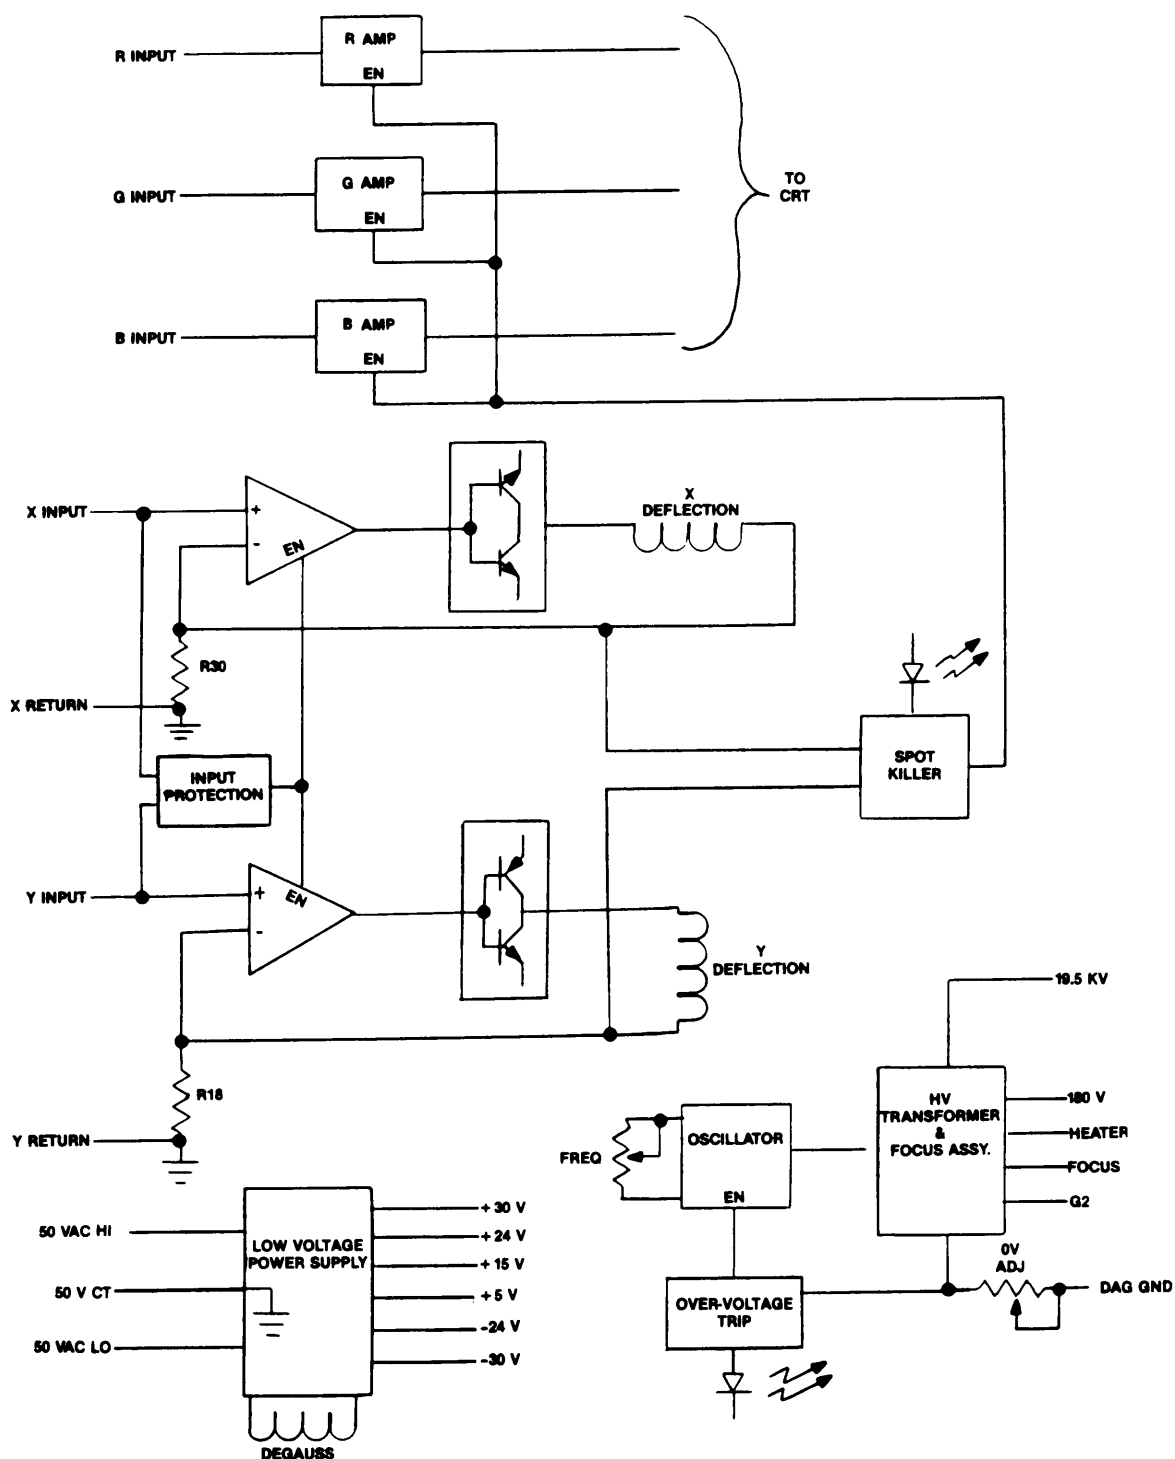 R INPUT
R AMP
EN
G INPUT
G AMP
EN
TO
CRT
B INPUT
B AMP
EN
X INPUT
+
-
EN
X
DEFLECTION
R30
X RETURN
INPUT
PROTECTION
SPOT
KILLER
Y INPUT
+
-
EN
Y
DEFLECTION
R18
Y RETURN
19.5 KV
HV
TRANSFORMER
&
FOCUS ASSY.
180 V
HEATER
FOCUS
G2
OSCILLATOR
EN
FREQ
50 VAC HI
50 V CT
50 VAC LO
LOW VOLTAGE
POWER SUPPLY
+ 30 V
+ 24 V
+ 15 V
+ 5 V
-24 V
-30 V
DEGAUSS
OVER-VOLTAGE
TRIP
0V
ADJ
DAG GND